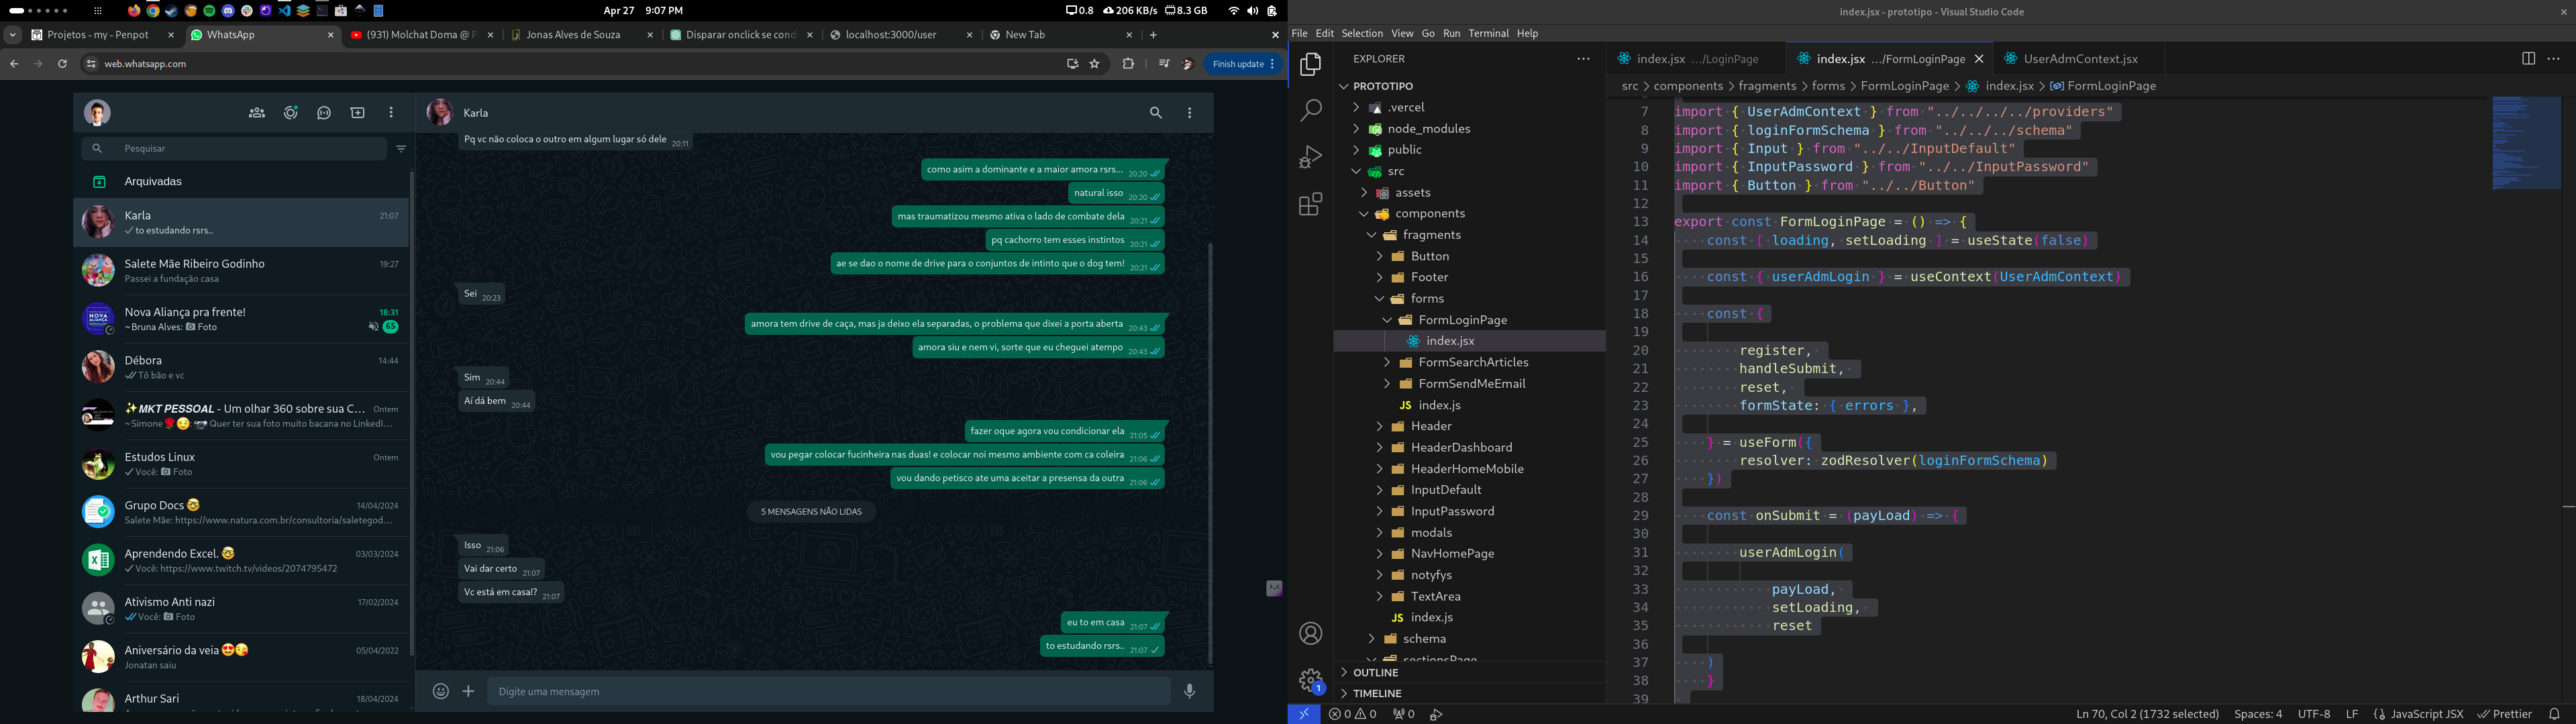 Apr 27 9:07 PM
0.8 206 KB/s 8.3 GB
Projetos - my - Penpot
WhatsApp
(931) Molchat Doma @ P
Jonas Alves de Souza
Disparar onclick se cond
localhost:3000/user
New Tab
web.whatsapp.com
Finish update
Pesquisar
Arquivadas
Karla 21:07
to estudando rsrs..
Salete Mãe Ribeiro Godinho 19:27
Passei a fundação casa
Nova Aliança pra frente! 18:31
~Bruna Alves: Foto 65
Débora 14:44
Tô bão e vc
✨MKT PESSOAL - Um olhar 360 sobre sua C... Ontem
~Simone🌹😏: 📷 Quer ter sua foto muito bacana no LinkedI...
Estudos Linux Ontem
Você: Foto
Grupo Docs 🤓 14/04/2024
Salete Mãe: https://www.natura.com.br/consultoria/saletegod...
Aprendendo Excel. 🤓 03/03/2024
Você: https://www.twitch.tv/videos/2074795472
Ativismo Anti nazi 17/02/2024
Você: Foto
Aniversário da veia 😍😘 05/04/2022
Jonatan saiu
Arthur Sari 18/04/2024
Karla
Pq vc não coloca o outro em algum lugar só dele 20:11
como asim a dominante e a maior amora rsrs... 20:20
natural isso 20:20
mas traumatizou mesmo ativa o lado de combate dela 20:21
pq cachorro tem esses instintos 20:21
ae se dao o nome de drive para o conjuntos de intinto que o dog tem! 20:21
Sei 20:23
amora tem drive de caça, mas ja deixo ela separadas, o problema que dixei a porta aberta 20:43
amora siu e nem vi, sorte que eu cheguei atempo 20:43
Sim 20:44
Aí dá bem 20:44
fazer oque agora vou condicionar ela 21:05
vou pegar colocar fucinheira nas duas! e colocar noi mesmo ambiente com ca coleira 21:06
vou dando petisco ate uma aceitar a presensa da outra 21:06
5 MENSAGENS NÃO LIDAS
Isso 21:06
Vai dar certo 21:07
Vc está em casa!? 21:07
eu to em casa 21:07
to estudando rsrs.. 21:07
Digite uma mensagem
index.jsx - prototipo - Visual Studio Code
File Edit Selection View Go Run Terminal Help
EXPLORER
PROTOTIPO
.vercel
node_modules
public
src
assets
components
fragments
Button
Footer
forms
FormLoginPage
index.jsx
FormSearchArticles
FormSendMeEmail
JS index.js
Header
HeaderDashboard
HeaderHomeMobile
InputDefault
InputPassword
modals
NavHomePage
notyfys
TextArea
JS index.js
schema
sectionsPage
OUTLINE
TIMELINE
1
index.jsx .../LoginPage
index.jsx .../FormLoginPage
UserAdmContext.jsx
src > components > fragments > forms > FormLoginPage > index.jsx > FormLoginPage
7 import { UserAdmContext } from "../../../../providers"
8 import { loginFormSchema } from "../../../schema"
9 import { Input } from "../../InputDefault"
10 import { InputPassword } from "../../InputPassword"
11 import { Button } from "../../Button"
12
13 export const FormLoginPage = () => {
14 const [ loading, setLoading ] = useState(false)
15
16 const { userAdmLogin } = useContext(UserAdmContext)
17
18 const {
19
20 register,
21 handleSubmit,
22 reset,
23 formState: { errors },
24
25 } = useForm({
26 resolver: zodResolver(loginFormSchema)
27 })
28
29 const onSubmit = (payLoad) => {
30
31 userAdmLogin(
32
33 payLoad,
34 setLoading,
35 reset
36
37 )
38 }
39
0 0 0
Ln 70, Col 2 (1732 selected) Spaces: 4 UTF-8 LF {} JavaScript JSX Prettier